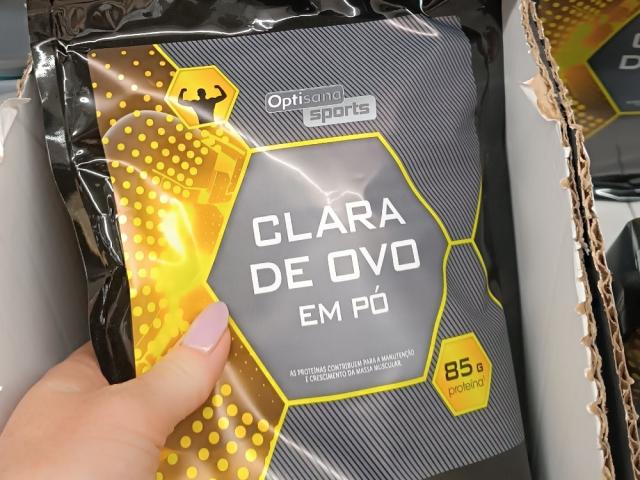 Optisana
sports
CLARA
DE OVO
EM PÓ
AS PROTEÍNAS CONTRIBUEM PARA A MANUTENÇÃO
E CRESCIMENTO DA MASSA MUSCULAR.
85 G
proteína
D